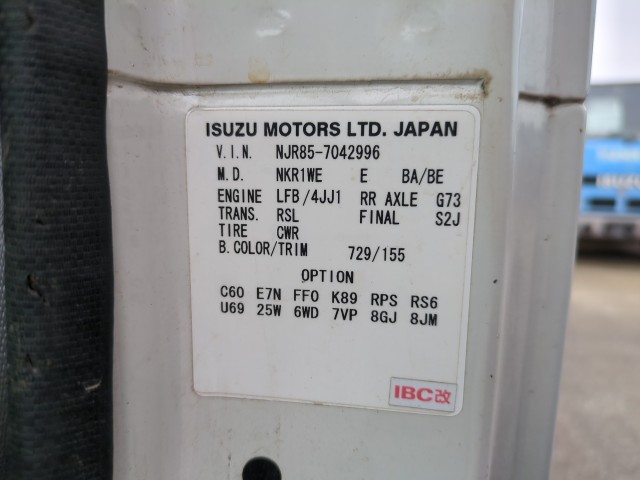 ISUZU MOTORS LTD. JAPAN
V.I.N. NJR85-7042996
M.D. NKR1WE E BA/BE
ENGINE LFB/4JJ1 RR AXLE G73
TRANS. RSL FINAL S2J
TIRE CWR
B.COLOR/TRIM 729/155
OPTION
C60 E7N FF0 K89 RPS RS6
U69 25W 6WD 7VP 8GJ 8JM
IBC改